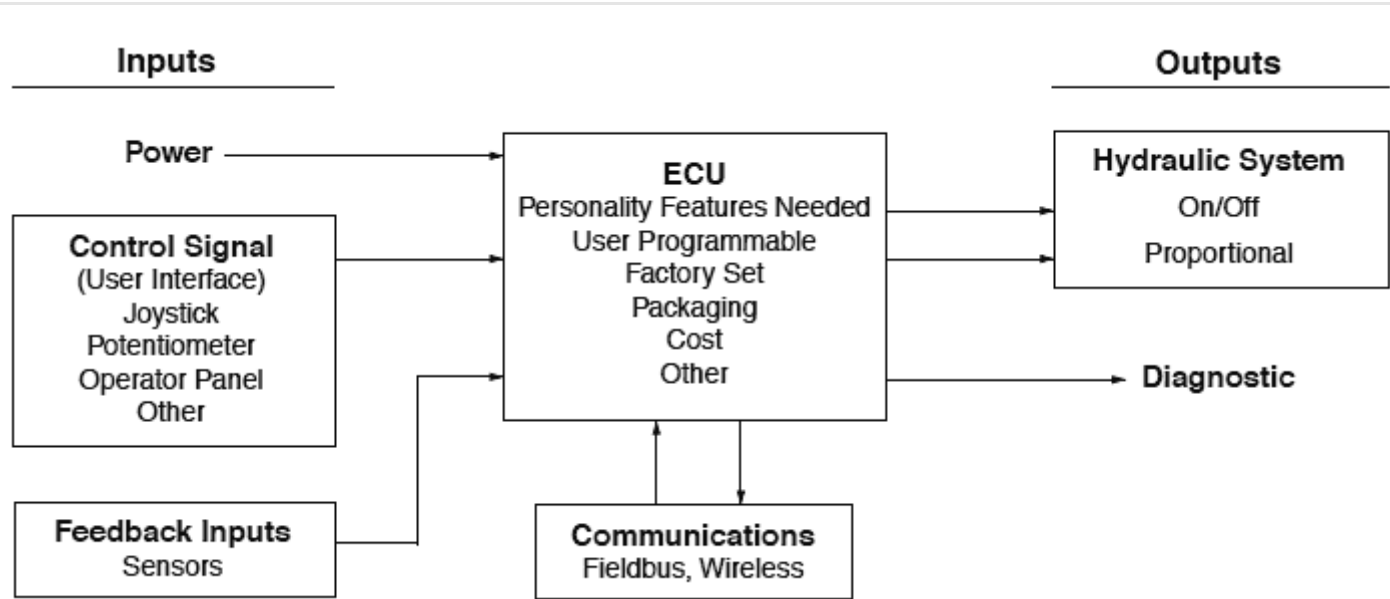 Inputs
Power
Control Signal
(User Interface)
Joystick
Potentiometer
Operator Panel
Other
Feedback Inputs
Sensors
ECU
Personality Features Needed
User Programmable
Factory Set
Packaging
Cost
Other
Communications
Fieldbus, Wireless
Outputs
Hydraulic System
On/Off
Proportional
Diagnostic